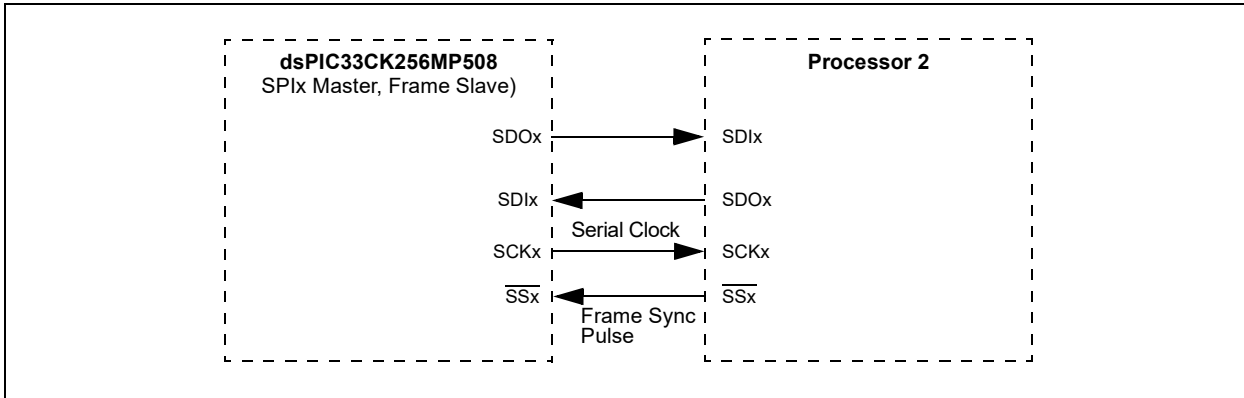 dsPIC33CK256MP508
SPIx Master, Frame Slave)
Processor 2
SDOx
SDIx
SDIx
SDOx
Serial Clock
SCKx
SCKx
SSx
SSx
Frame Sync
Pulse